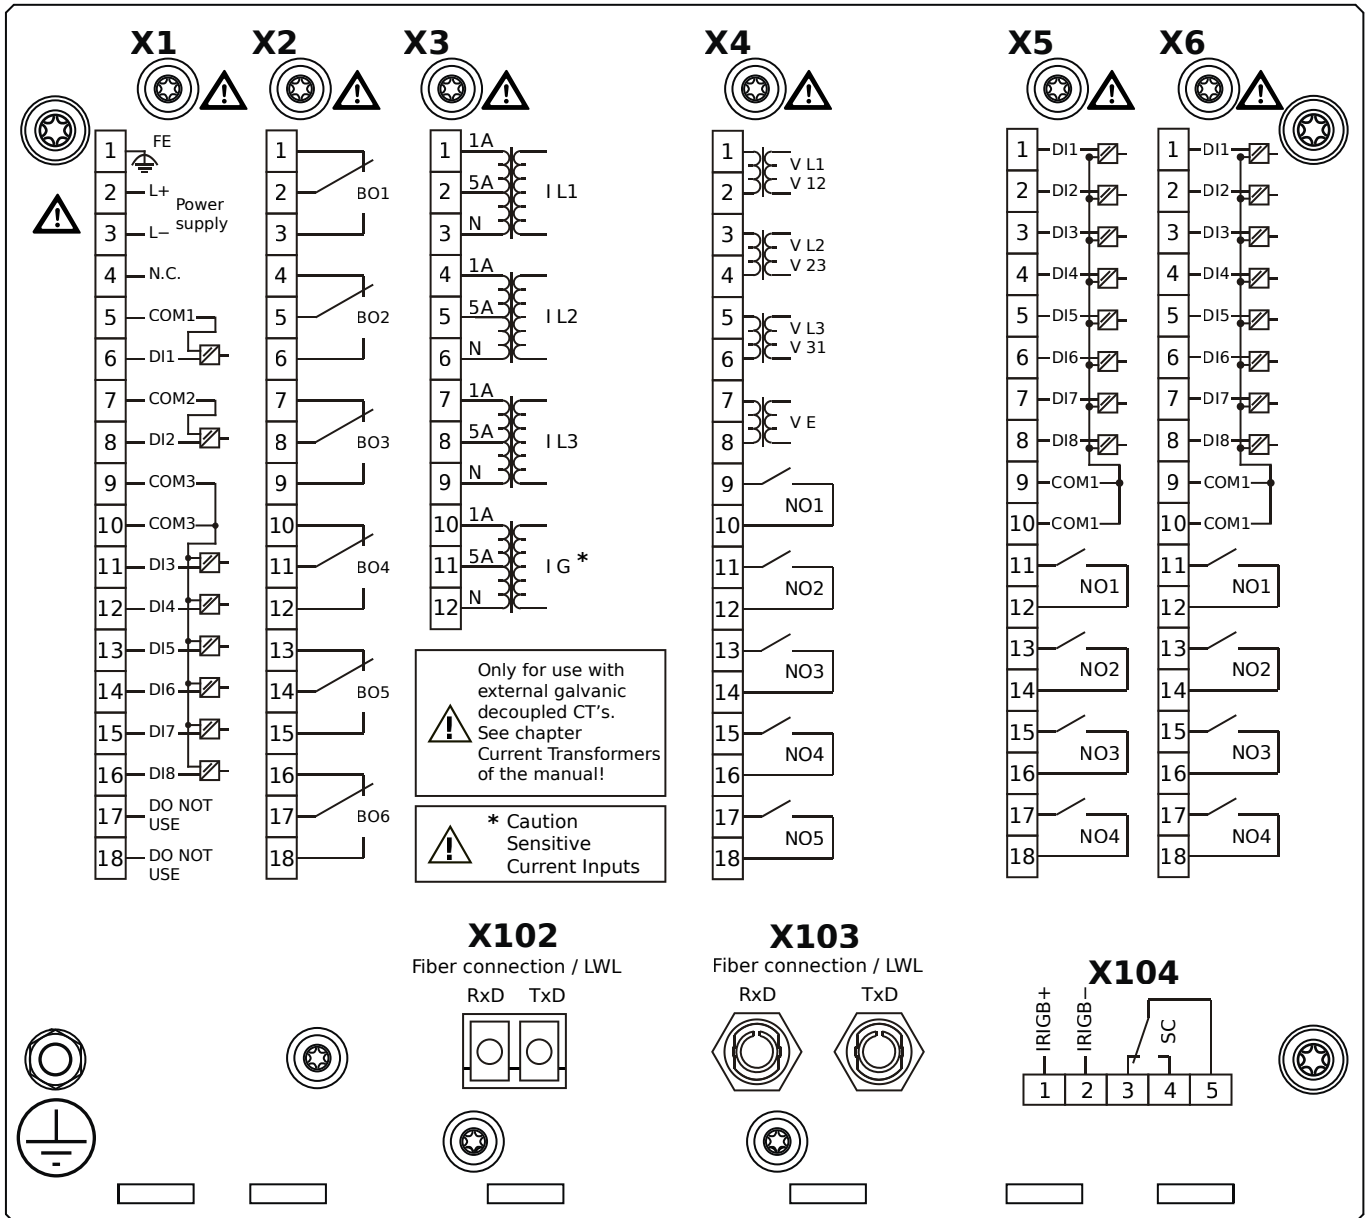 X1
X2
X3
X4
X5
X6
1 FE
2 L+
Power
supply
3 L−
4 N.C.
5 COM1
6 DI1
7 COM2
8 DI2
9 COM3
10 COM3
11 DI3
12 DI4
13 DI5
14 DI6
15 DI7
16 DI8
17 DO NOT
USE
18 DO NOT
USE
1
2 BO1
3
4
5 BO2
6
7
8 BO3
9
10
11 BO4
12
13
14 BO5
15
16
17 BO6
18
1 1A
2 5A I L1
3 N
4 1A
5 5A I L2
6 N
7 1A
8 5A I L3
9 N
10 1A
11 5A I G *
12 N
Only for use with
external galvanic
decoupled CT's.
See chapter
Current Transformers
of the manual!
* Caution
Sensitive
Current Inputs
1 V L1
2 V 12
3 V L2
4 V 23
5 V L3
6 V 31
7
V E
8
9
NO1
10
11
NO2
12
13
NO3
14
15
NO4
16
17
NO5
18
1 DI1
2 DI2
3 DI3
4 DI4
5 DI5
6 DI6
7 DI7
8 DI8
9 COM1
10 COM1
11
NO1
12
13
NO2
14
15
NO3
16
17
NO4
18
1 DI1
2 DI2
3 DI3
4 DI4
5 DI5
6 DI6
7 DI7
8 DI8
9 COM1
10 COM1
11
NO1
12
13
NO2
14
15
NO3
16
17
NO4
18
X102
Fiber connection / LWL
RxD TxD
X103
Fiber connection / LWL
RxD TxD
X104
IRIGB+
IRIGB−
SC
1 2 3 4 5